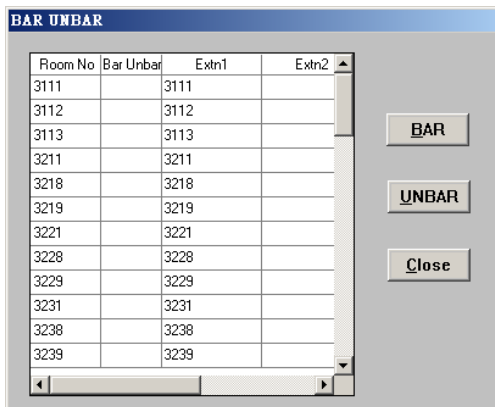 BAR UNBAR
Room No Bar Unbar Extn1 Extn2
3111 3111
3112 3112
3113 3113
BAR
3211 3211
3218 3218
UNBAR
3219 3219
3221 3221
3228 3228
Close
3229 3229
3231 3231
3238 3238
3239 3239